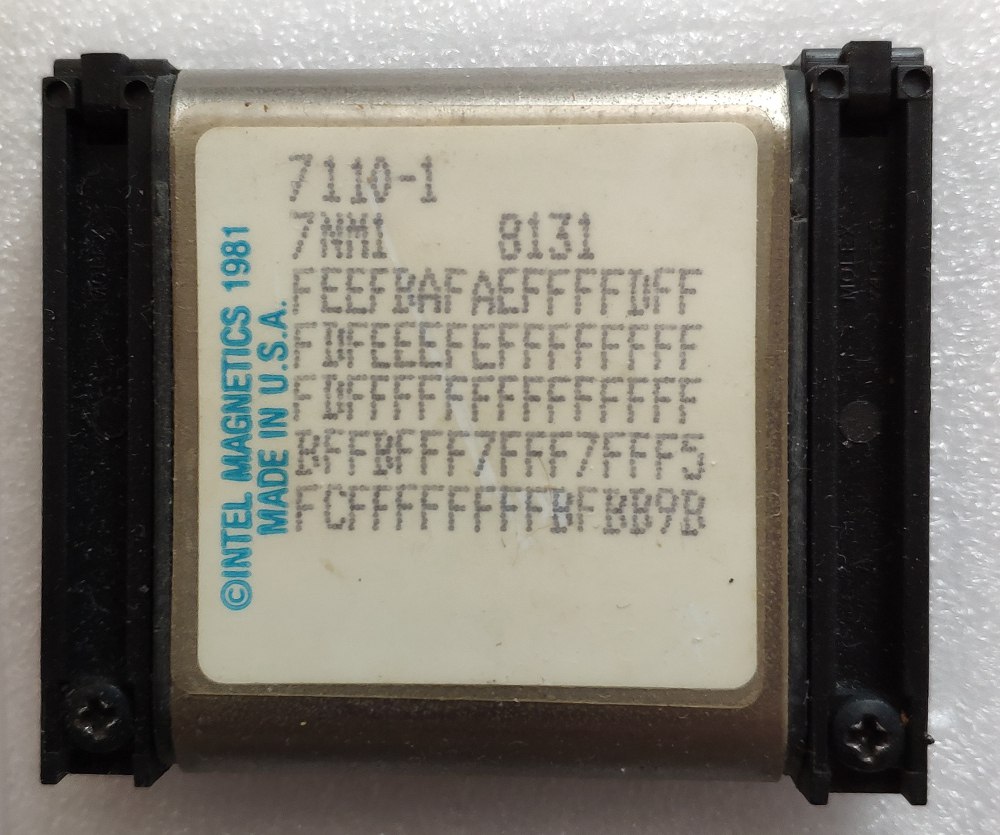 7110-1
7NM1 8131
FEEFBAFAEFFFFDFF
FDFEEEFEFFFFFFFF
FDFFFFFFFFFFFFFF
BFFBFFF7FFF7FFF5
FCFFFFFFFFBFBB9B
©INTEL MAGNETICS 1981
MADE IN U.S.A.
MOLEX